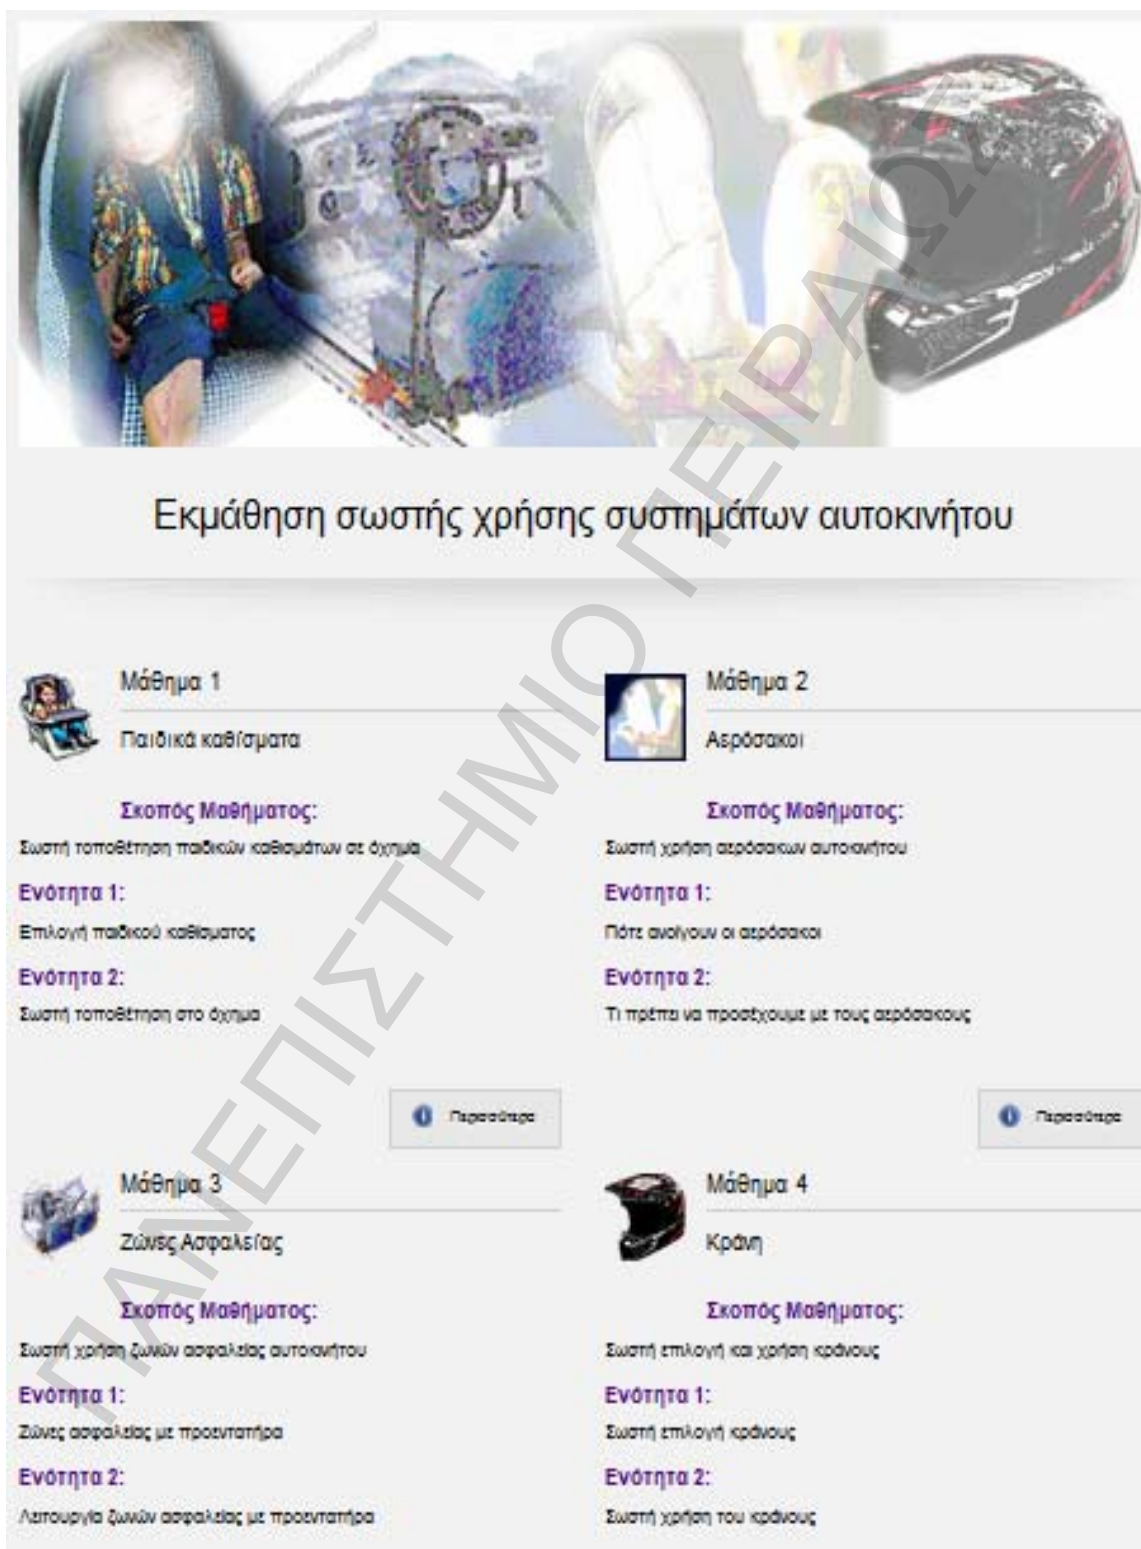 Εκμάθηση σωστής χρήσης συστημάτων αυτοκινήτου
Μάθημα 1
Παιδικά καθίσματα
Σκοπός Μαθήματος:
Σωστή τοποθέτηση παιδικών καθισμάτων σε όχημα
Ενότητα 1:
Επιλογή παιδικού καθίσματος
Ενότητα 2:
Σωστή τοποθέτηση στο όχημα
Περισσότερα
Μάθημα 2
Αερόσακοι
Σκοπός Μαθήματος:
Σωστή χρήση αερόσακων αυτοκινήτου
Ενότητα 1:
Πότε ανοίγουν οι αερόσακοι
Ενότητα 2:
Τι πρέπει να προσέχουμε με τους αερόσακους
Περισσότερα
Μάθημα 3
Ζώνες Ασφαλείας
Σκοπός Μαθήματος:
Σωστή χρήση ζωνών ασφαλείας αυτοκινήτου
Ενότητα 1:
Ζώνες ασφαλείας με προεντατήρα
Ενότητα 2:
Λειτουργία ζωνών ασφαλείας με προεντατήρα
Μάθημα 4
Κράνη
Σκοπός Μαθήματος:
Σωστή επιλογή και χρήση κράνους
Ενότητα 1:
Σωστή επιλογή κράνους
Ενότητα 2:
Σωστή χρήση του κράνους
ΠΑΝΕΠΙΣΤΗΜΙΟ ΠΕΙΡΑΙΩΣ